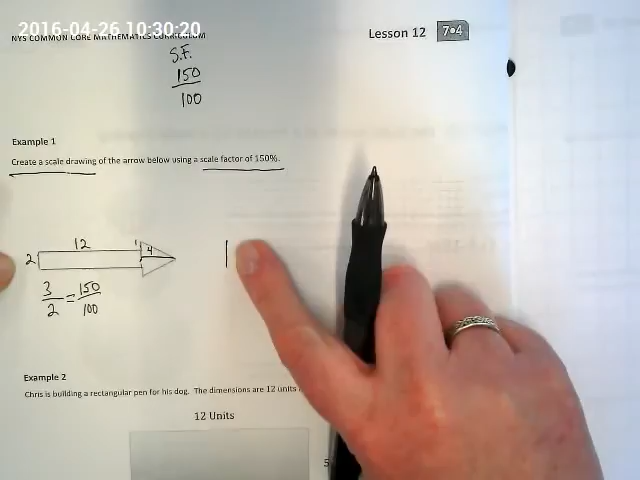 2016-04-26 10:30:20
NYS COMMON CORE MATHEMATICS CURRICULUM
Lesson 12
7•4
S.F.
150
100
Example 1
Create a scale drawing of the arrow below using a scale factor of 150%.
12
4
2
3 = 150
2 100
Example 2
Chris is building a rectangular pen for his dog. The dimensions are 12 units
12 Units
5